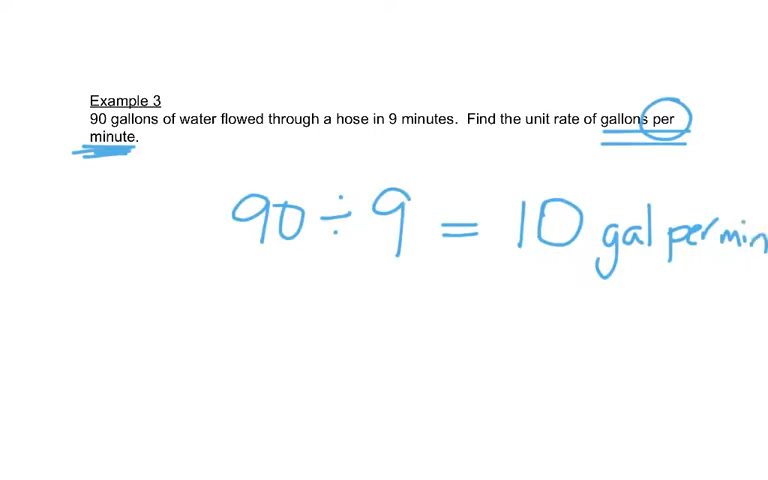 Example 3
90 gallons of water flowed through a hose in 9 minutes. Find the unit rate of gallons per
minute.
90 ÷ 9 = 10 gal per min